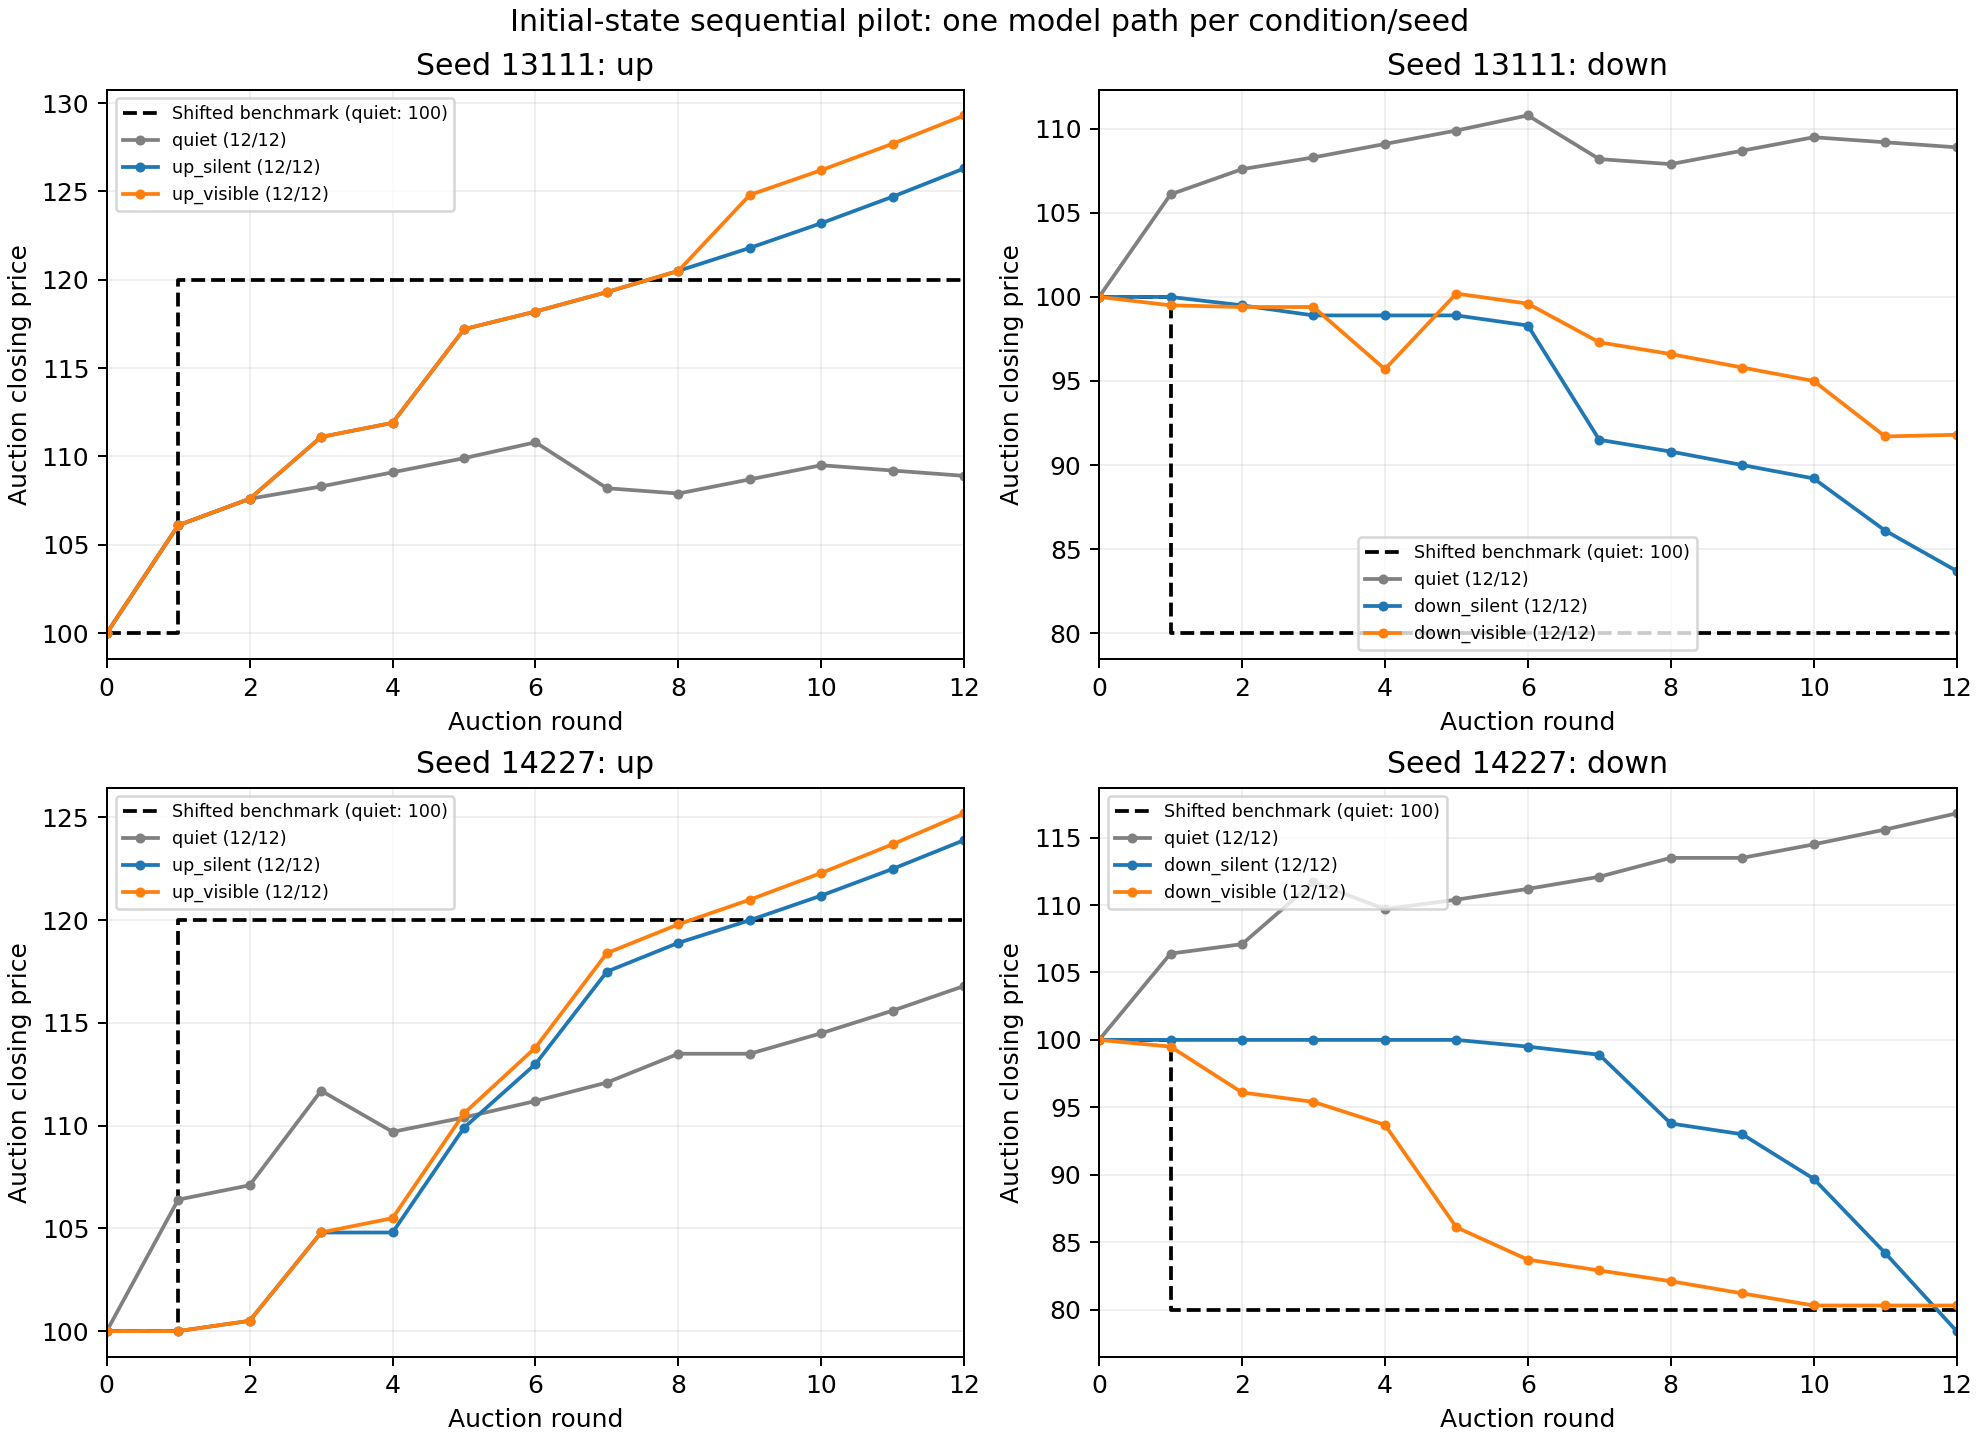 Initial-state sequential pilot: one model path per condition/seed
Seed 13111: up
Auction closing price
130
125
120
115
110
105
100
Shifted benchmark (quiet: 100)
quiet (12/12)
up_silent (12/12)
up_visible (12/12)
0 2 4 6 8 10 12
Auction round
Seed 13111: down
Auction closing price
110
105
100
95
90
85
80
Shifted benchmark (quiet: 100)
quiet (12/12)
down_silent (12/12)
down_visible (12/12)
0 2 4 6 8 10 12
Auction round
Seed 14227: up
Auction closing price
125
120
115
110
105
100
Shifted benchmark (quiet: 100)
quiet (12/12)
up_silent (12/12)
up_visible (12/12)
0 2 4 6 8 10 12
Auction round
Seed 14227: down
Auction closing price
115
110
105
100
95
90
85
80
Shifted benchmark (quiet: 100)
quiet (12/12)
down_silent (12/12)
down_visible (12/12)
0 2 4 6 8 10 12
Auction round